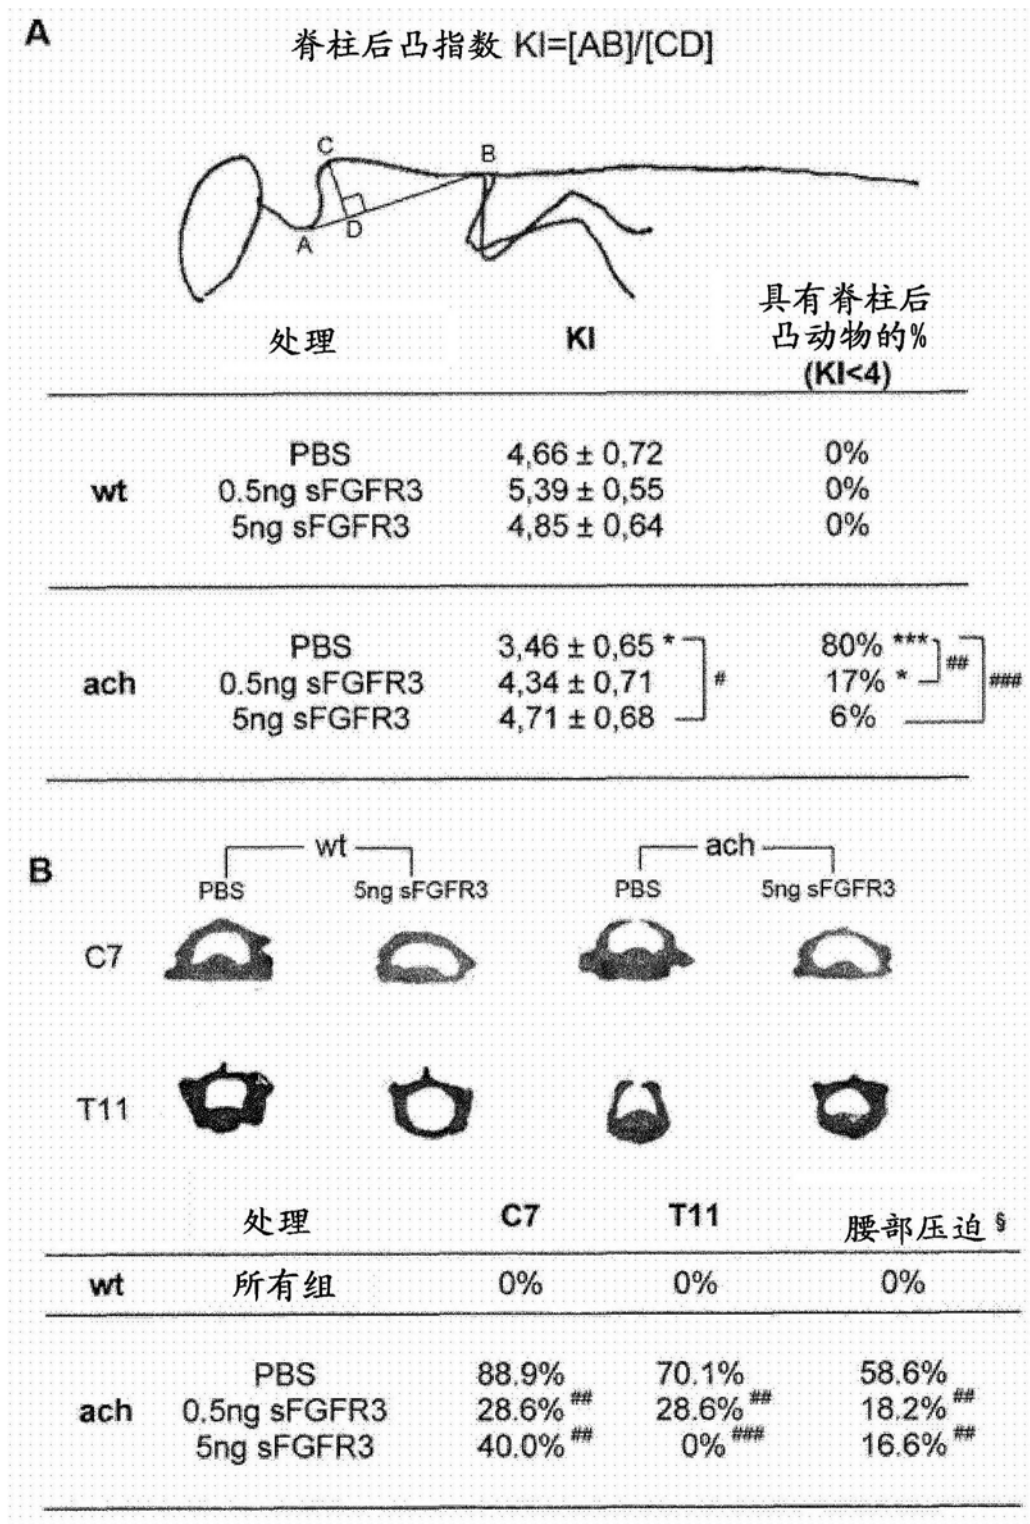 A
脊柱后凸指数 KI=[AB]/[CD]
C
B
A
D
处理 KI 具有脊柱后
凸动物的%
(KI<4)
PBS 4,66 ± 0,72 0%
wt 0.5ng sFGFR3 5,39 ± 0,55 0%
5ng sFGFR3 4,85 ± 0,64 0%
PBS 3,46 ± 0,65 * 80% ***
ach 0.5ng sFGFR3 4,34 ± 0,71 # 17% * ## ###
5ng sFGFR3 4,71 ± 0,68 6%
B
wt ach
PBS 5ng sFGFR3 PBS 5ng sFGFR3
C7
T11
处理 C7 T11 腰部压迫 §
wt 所有组 0% 0% 0%
PBS 88.9% 70.1% 58.6%
ach 0.5ng sFGFR3 28.6% ## 28.6% ## 18.2% ##
5ng sFGFR3 40.0% ## 0% ### 16.6% ##